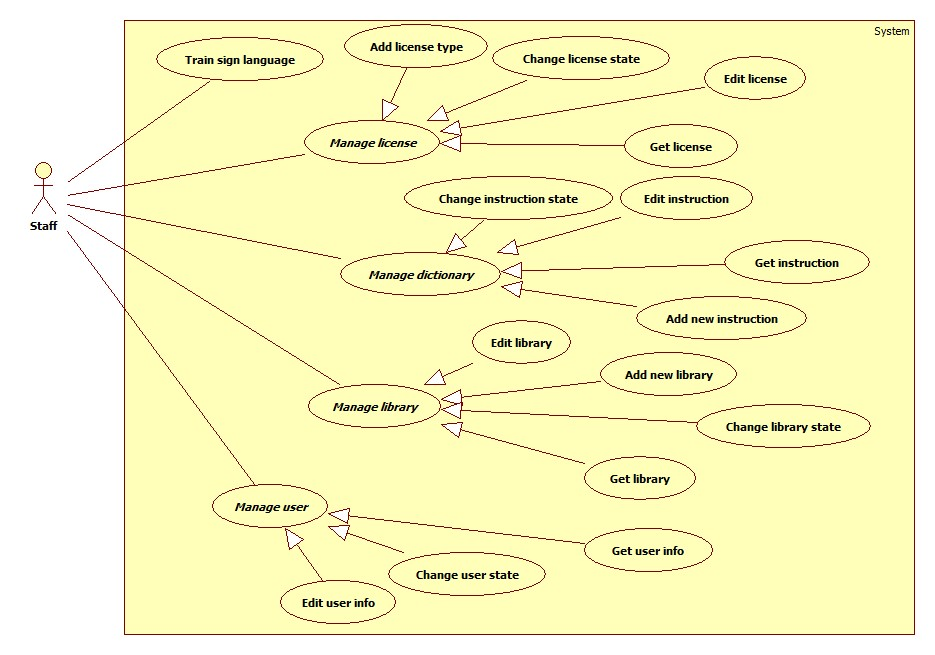 System
Train sign language
Add license type
Change license state
Edit license
Manage license
Get license
Staff
Change instruction state
Edit instruction
Manage dictionary
Get instruction
Add new instruction
Edit library
Add new library
Manage library
Change library state
Get library
Manage user
Get user info
Change user state
Edit user info